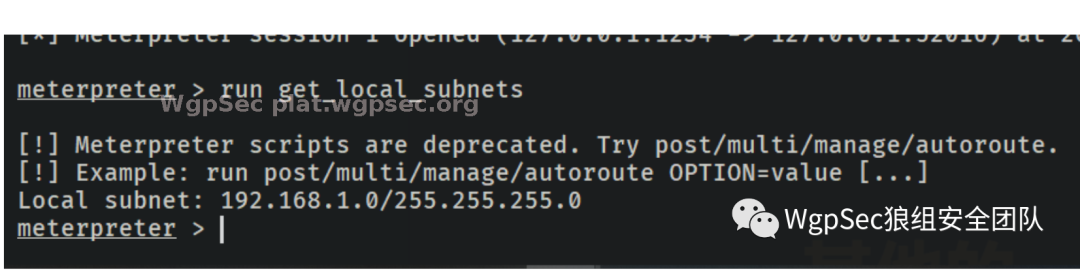 [*] Meterpreter session 1 opened (127.0.0.1:1234 -> 127.0.0.1:52016) at
meterpreter > run get_local_subnets
WgpSec plat.wgpsec.org
[!] Meterpreter scripts are deprecated. Try post/multi/manage/autoroute.
[!] Example: run post/multi/manage/autoroute OPTION=value [...]
Local subnet: 192.168.1.0/255.255.255.0
meterpreter >
WgpSec狼组安全团队